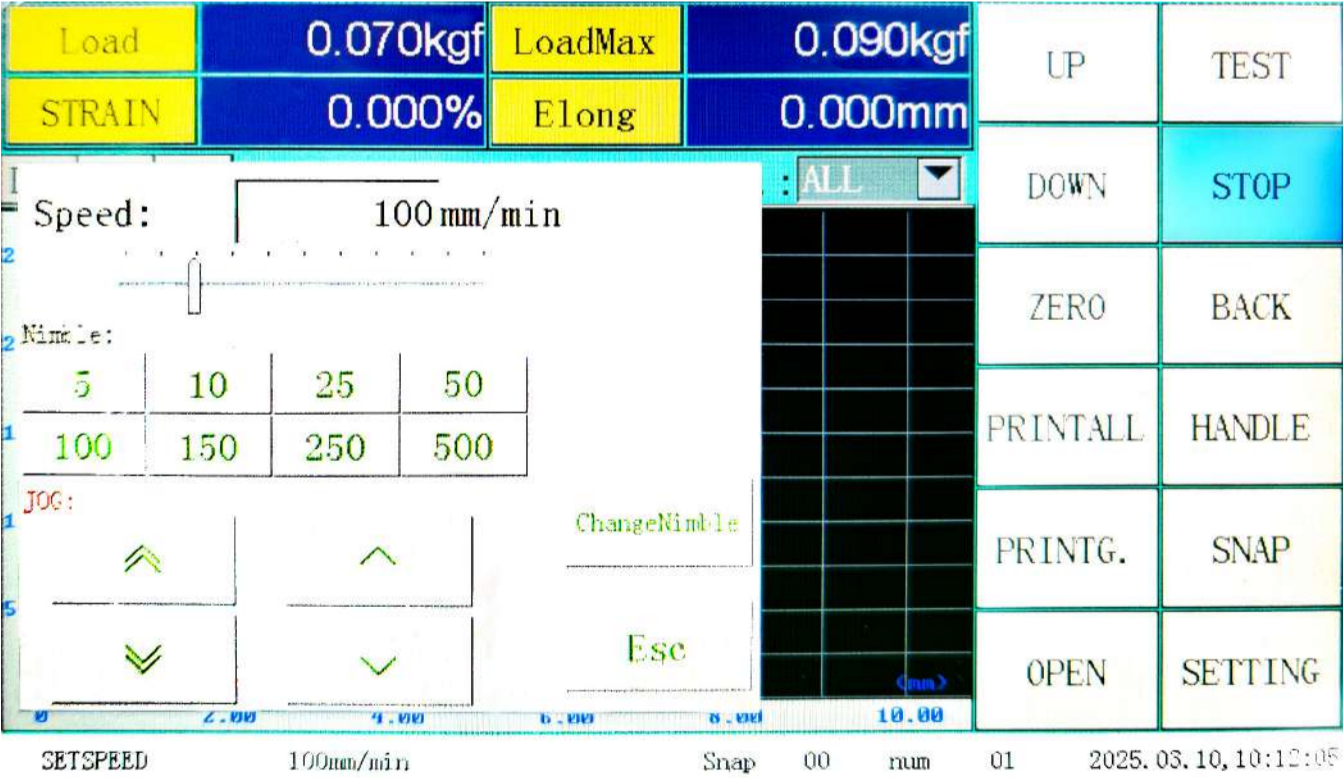 Load 0.070kgf LoadMax 0.090kgf
STRAIN 0.000% Elong 0.000mm
UP TEST
DOWN STOP
ZERO BACK
PRINTALL HANDLE
PRINTG. SNAP
OPEN SETTING
: ALL
Speed: 100 mm/min
Nimble:
5 10 25 50
100 150 250 500
JOG:
ChangeNimble
Esc
(mm)
0 2.00 4.00 6.00 8.00 10.00
SETSPEED 100mm/min Snap 00 num 01 2025.03.10,10:12:05